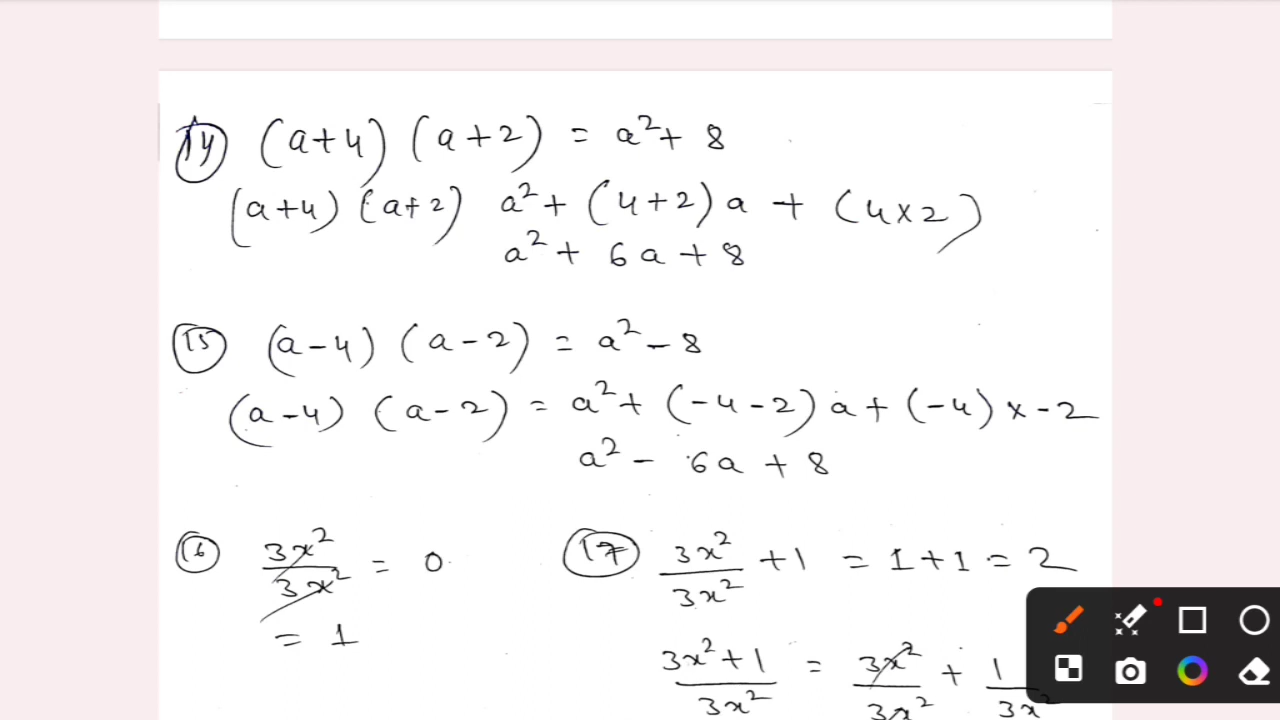 14 (a+4) (a+2) = a²+ 8
(a+4) (a+2) a²+ (4+2) a + (4×2)
a² + 6a + 8
15 (a-4) (a-2) = a² - 8
(a-4) (a-2) = a²+ (-4-2) a + (-4) × -2
a² - 6a + 8
16 3x²/3x² = 0
= 1
17 3x²/3x² + 1 = 1+1 = 2
3x²+1/3x² = 3x²/3x² + 1/3x²